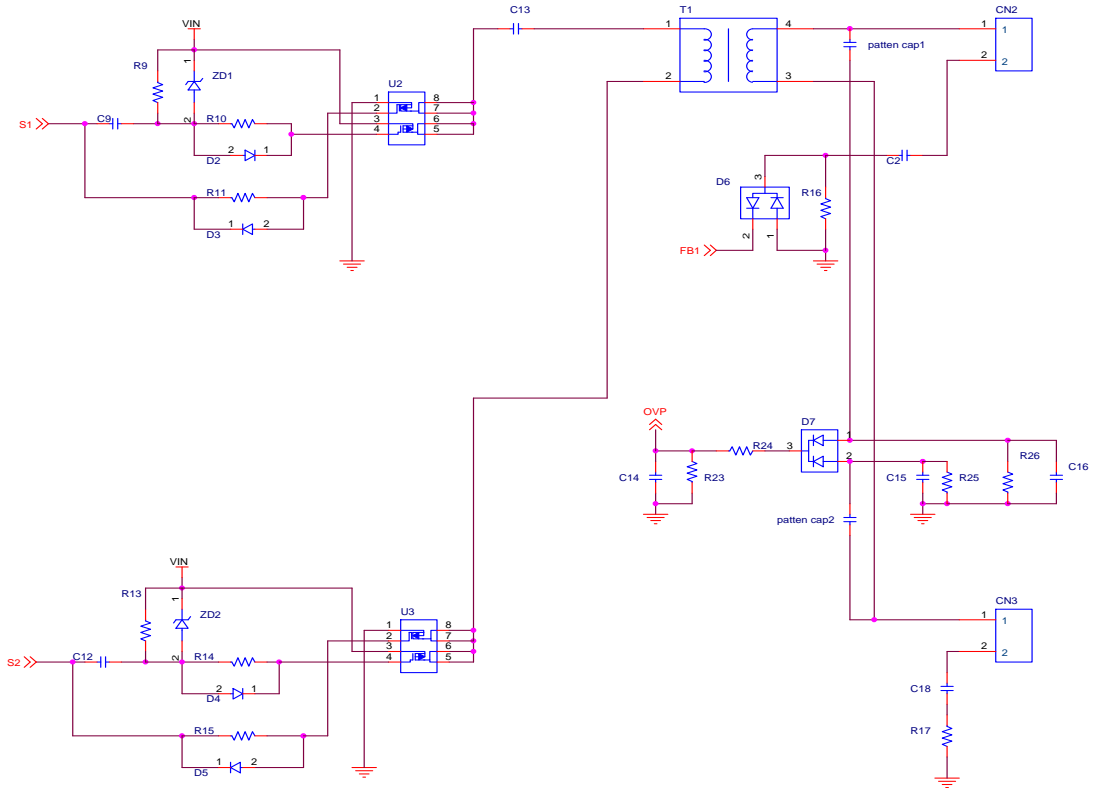 C13
T1
CN2
VIN
1
4
1
1
patten cap1
2
2
R9
1
ZD1
U2
2
3
1
8
2
7
S1
C9
2
R10
3
6
4
5
D2
2
1
C2
3
D6
R16
R11
D3
1
2
2
1
FB1
OVP
D7
1
R24
3
R26
2
C14
R23
C15
R25
C16
patten cap2
VIN
R13
1
ZD2
CN3
U3
1
1
1
8
2
7
3
6
S2
C12
2
R14
4
5
2
2
D4
2
1
C18
R15
R17
D5
1
2